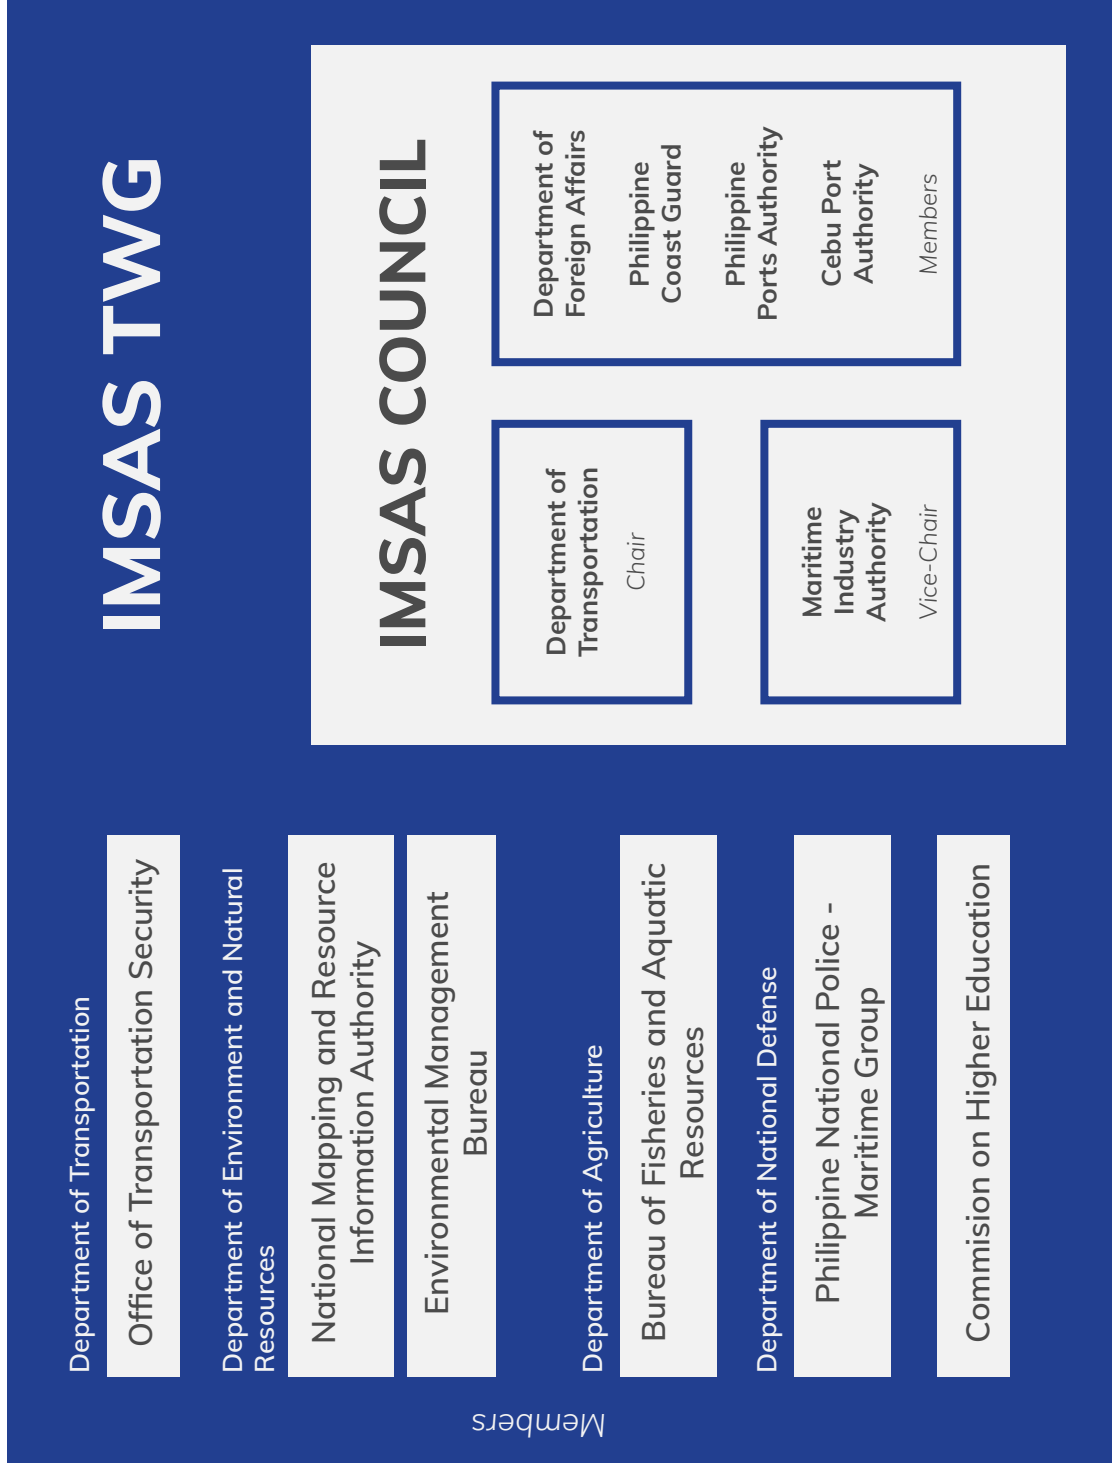 IMSAS TWG
Department of Transportation
Office of Transportation Security
Department of Environment and Natural
Resources
National Mapping and Resource
Information Authority
Environmental Management
Bureau
Department of Agriculture
Bureau of Fisheries and Aquatic
Resources
Department of National Defense
Philippine National Police -
Maritime Group
Commision on Higher Education
Members
IMSAS COUNCIL
Department of
Transportation
Chair
Maritime
Industry
Authority
Vice-Chair
Department of
Foreign Affairs
Philippine
Coast Guard
Philippine
Ports Authority
Cebu Port
Authority
Members